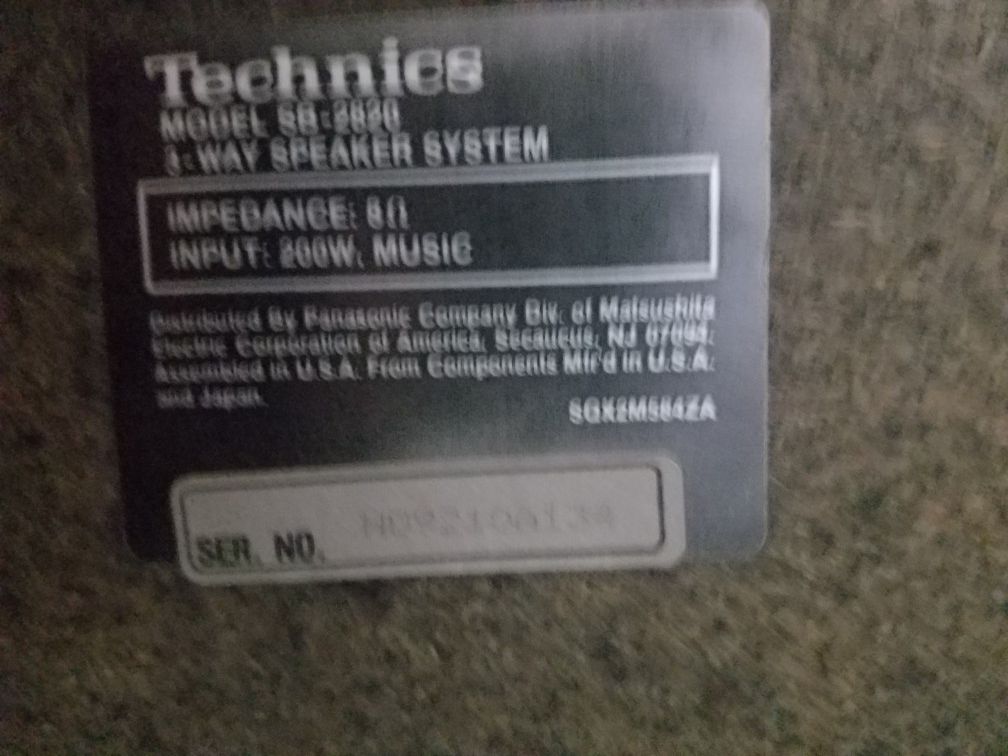 Technics
MODEL SB-2820
3-WAY SPEAKER SYSTEM
IMPEDANCE: 8Ω
INPUT: 200W, MUSIC
Distributed By Panasonic Company Div. of Matsushita
Electric Corporation of America, Secaucus, NJ 07094.
Assembled in U.S.A. From Components Mfr'd in U.S.A.
and Japan.
SGX2M584ZA
SER. NO.